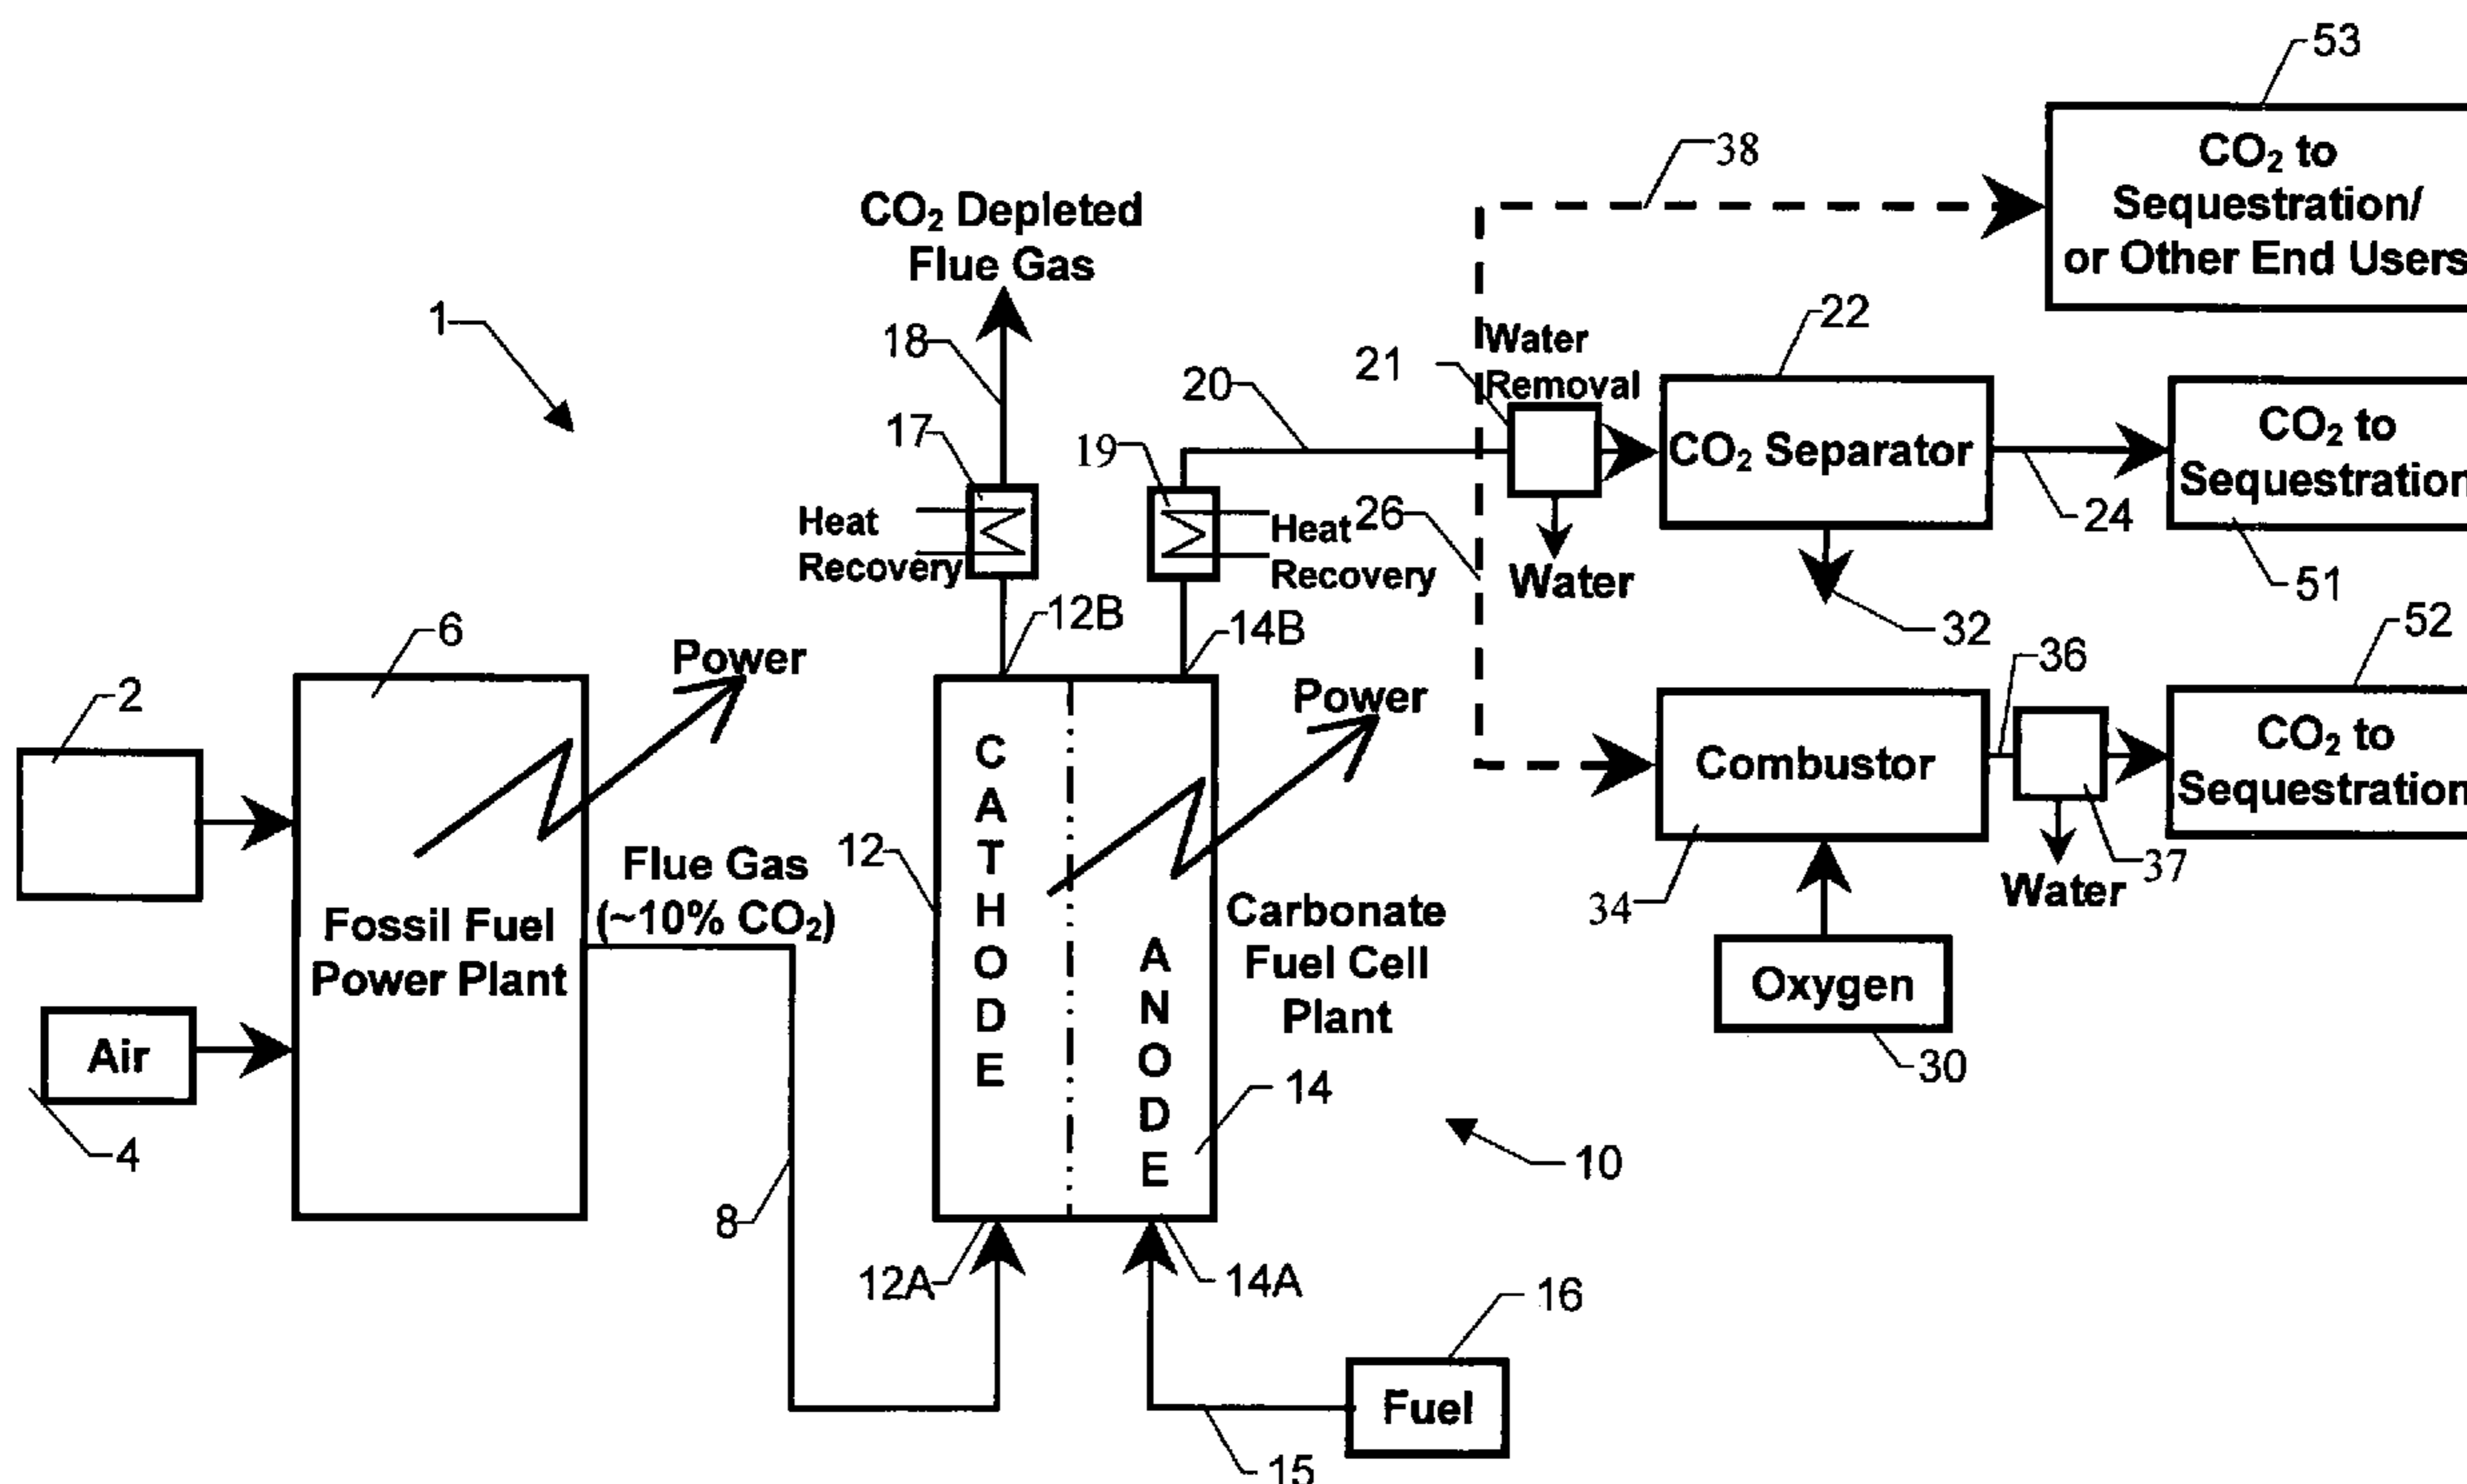 53
CO₂ to
Sequestration/
or Other End Users
38
CO₂ Depleted
Flue Gas
1
18
17
Heat
Recovery
19
Heat
Recovery
20
21
Water
Removal
22
CO₂ Separator
24
CO₂ to
Sequestration
51
26
Water
32
12B
14B
6
Power
Fossil Fuel
Power Plant
2
Air
4
Flue Gas
(~10% CO₂)
8
12
CATHODE
ANODE
Power
Carbonate
Fuel Cell
Plant
14
10
12A
14A
16
Fuel
15
Combustor
34
36
37
Water
52
CO₂ to
Sequestration
Oxygen
30